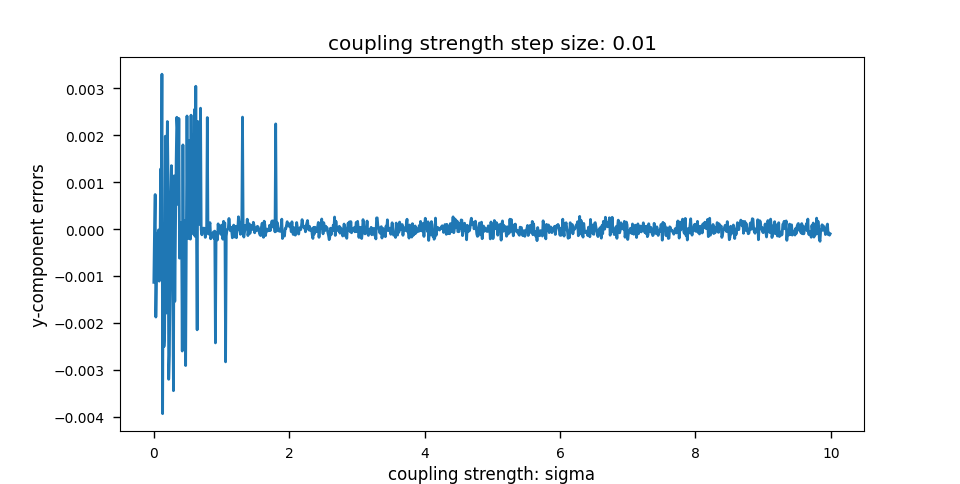 coupling strength step size: 0.01
0.003
0.002
0.001
0.000
−0.001
−0.002
−0.003
−0.004
y-component errors
0 2 4 6 8 10
coupling strength: sigma